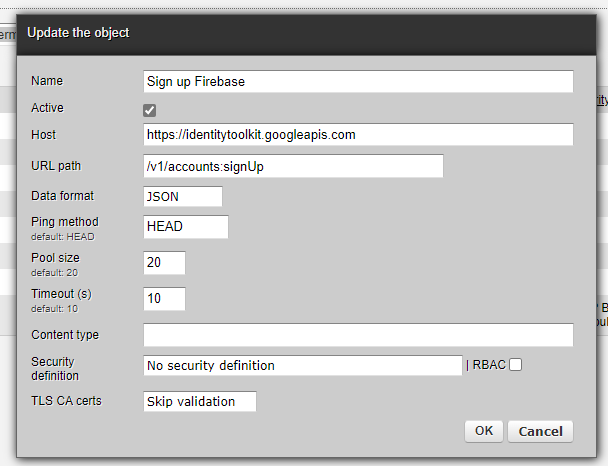 Update the object
Name Sign up Firebase
Active
Host https://identitytoolkit.googleapis.com
URL path /v1/accounts:signUp
Data format JSON
Ping method HEAD
default: HEAD
Pool size 20
default: 20
Timeout (s) 10
default: 10
Content type
Security
definition No security definition | RBAC
TLS CA certs Skip validation
OK Cancel